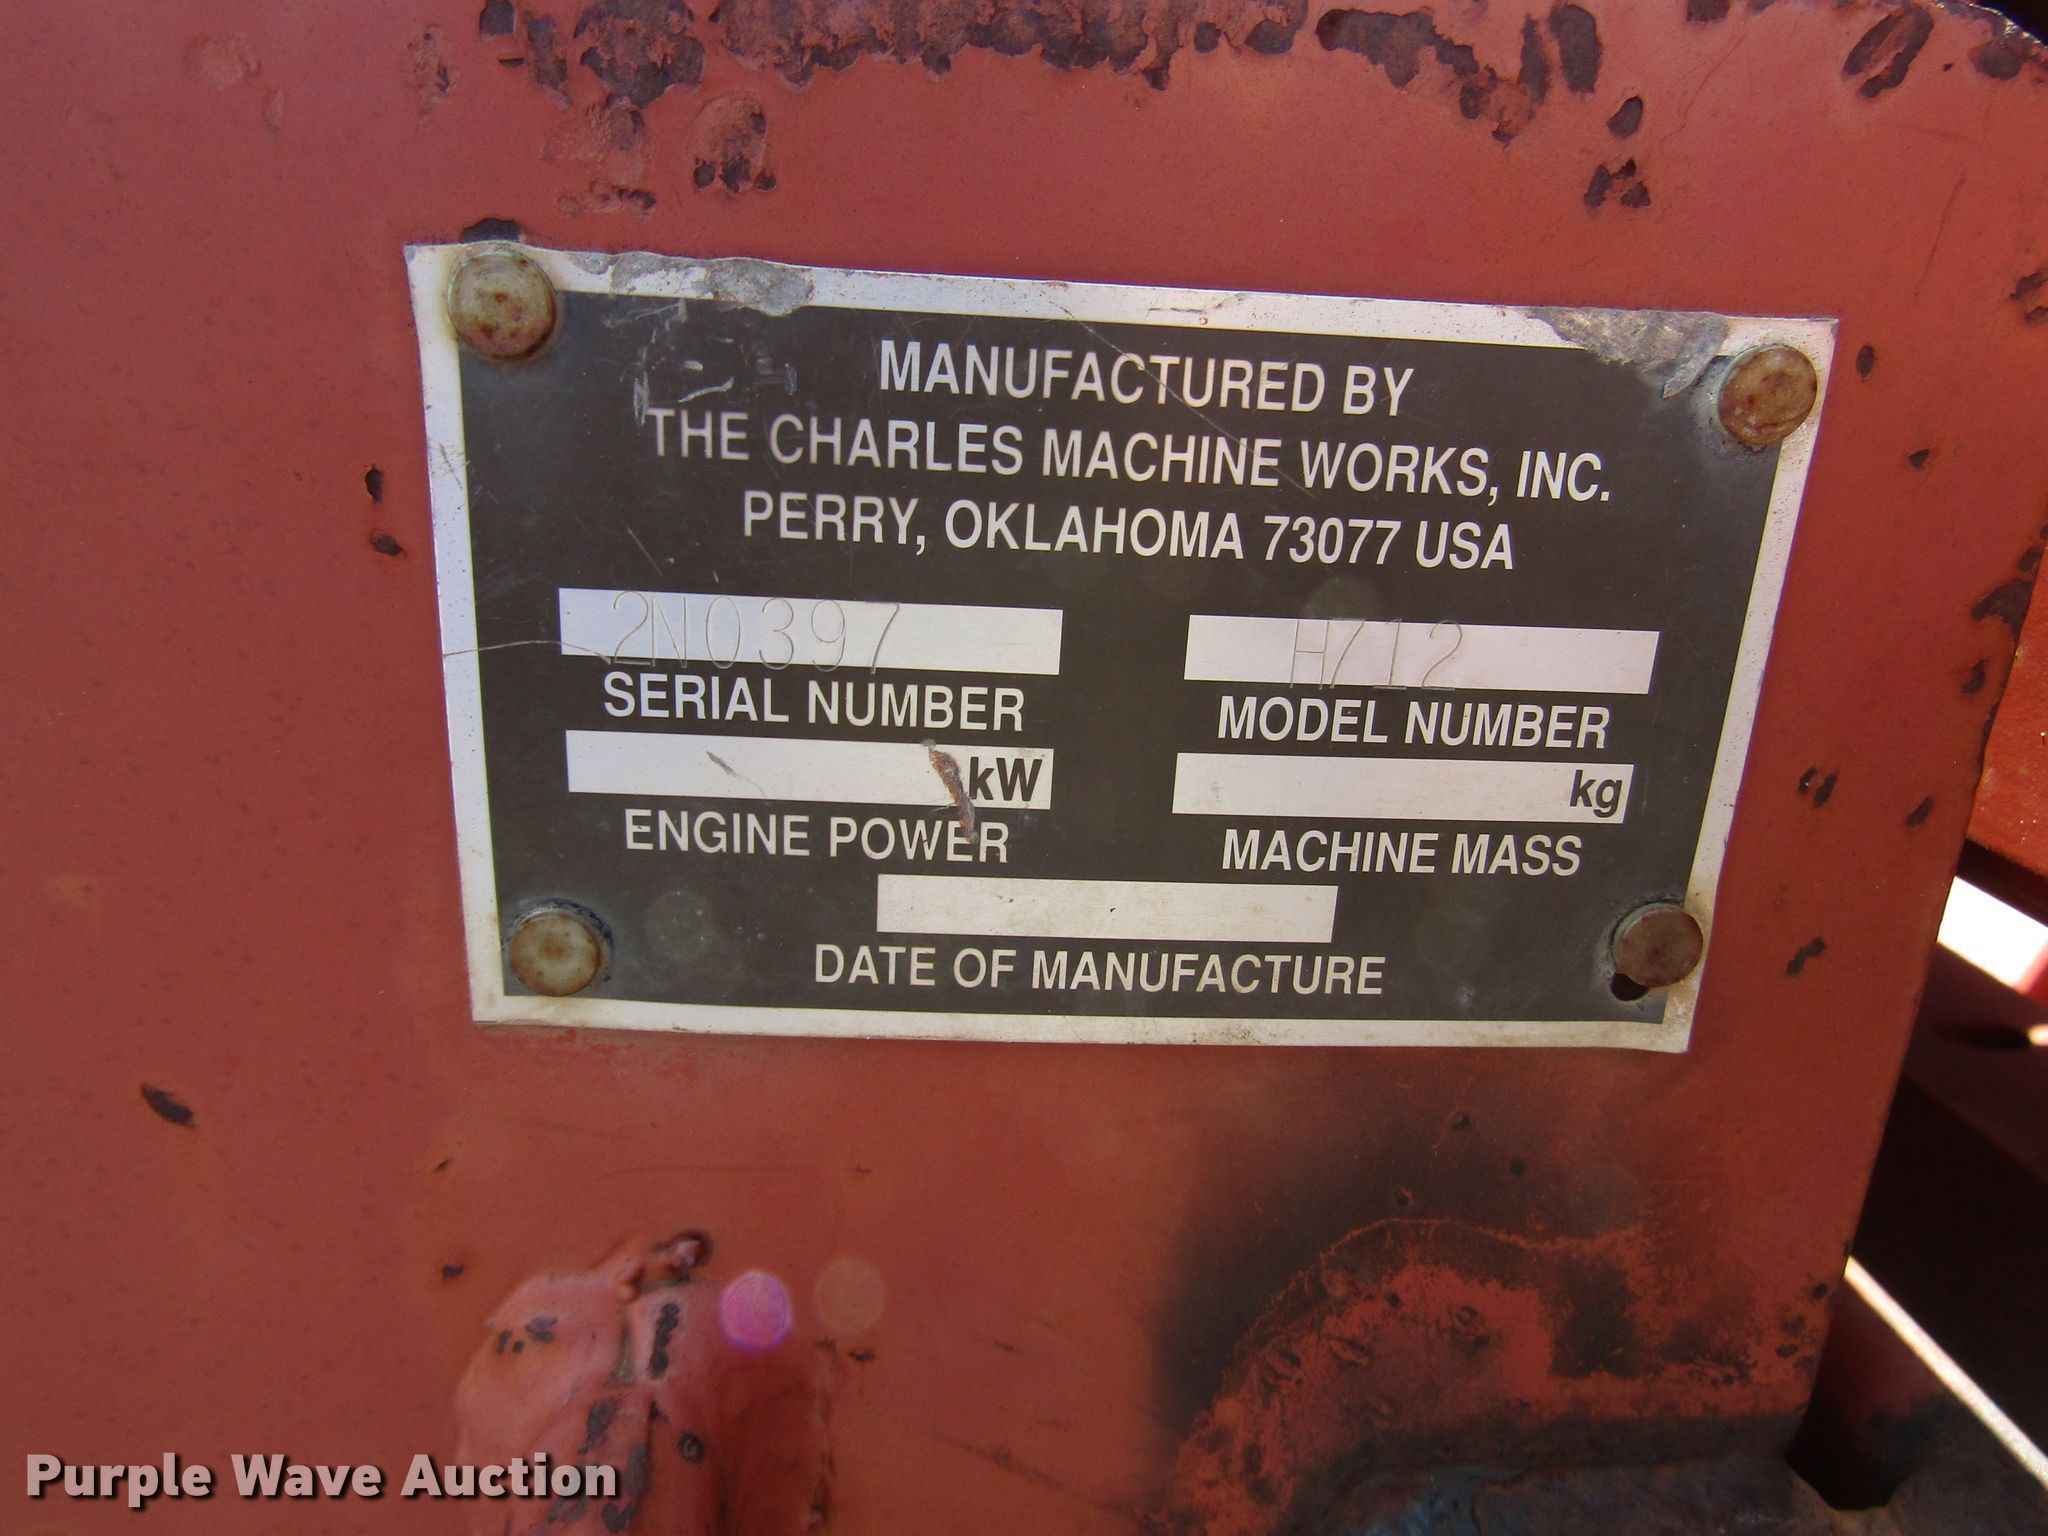 MANUFACTURED BY
THE CHARLES MACHINE WORKS, INC.
PERRY, OKLAHOMA 73077 USA
2N0397 H712
SERIAL NUMBER MODEL NUMBER
kW kg
ENGINE POWER MACHINE MASS
DATE OF MANUFACTURE
Purple Wave Auction